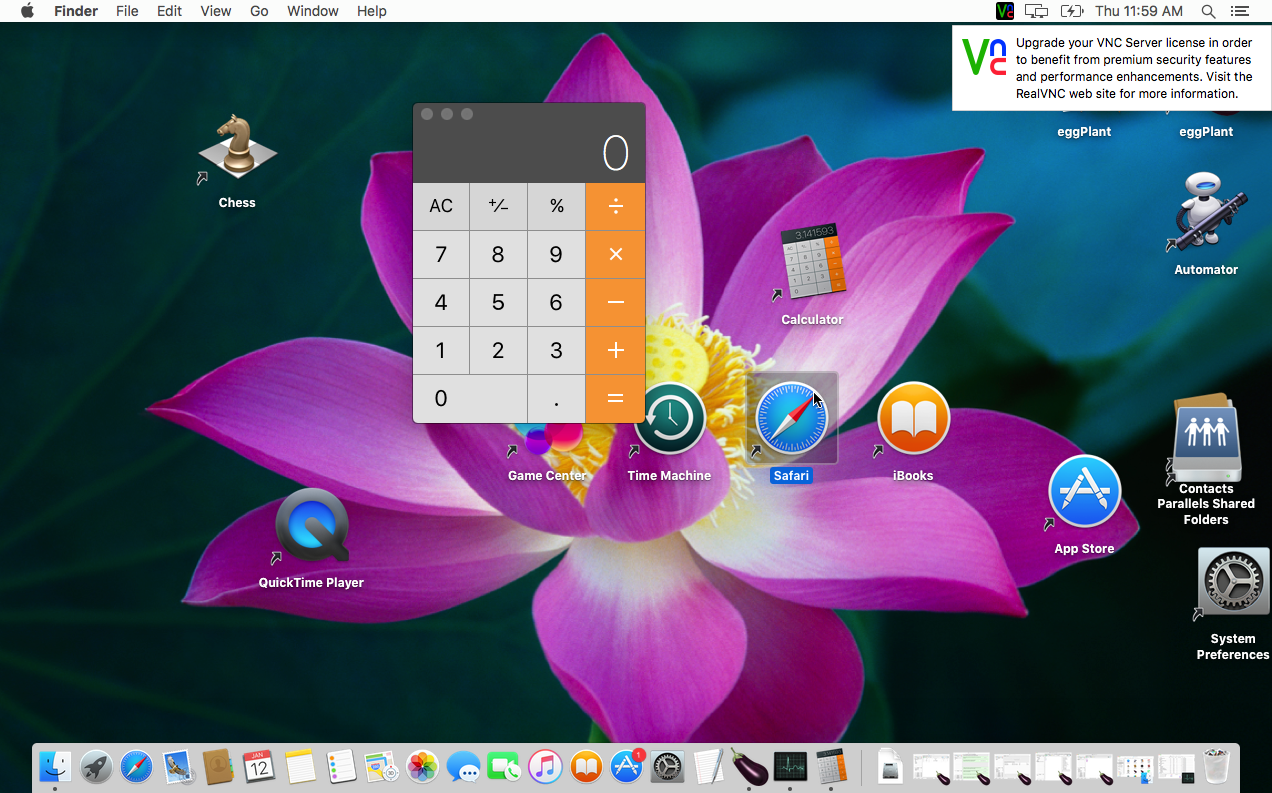 Finder File Edit View Go Window Help
Thu 11:59 AM
Upgrade your VNC Server license in order
to benefit from premium security features
and performance enhancements. Visit the
RealVNC web site for more information.
eggPlant
eggPlant
Chess
0
AC ⁺∕₋ % ÷
7 8 9 ×
4 5 6 −
1 2 3 +
0 . =
3.141593
Calculator
Automator
Game Center
Time Machine
Safari
iBooks
Contacts
Parallels Shared
Folders
App Store
QuickTime Player
System
Preferences
JAN
12
1